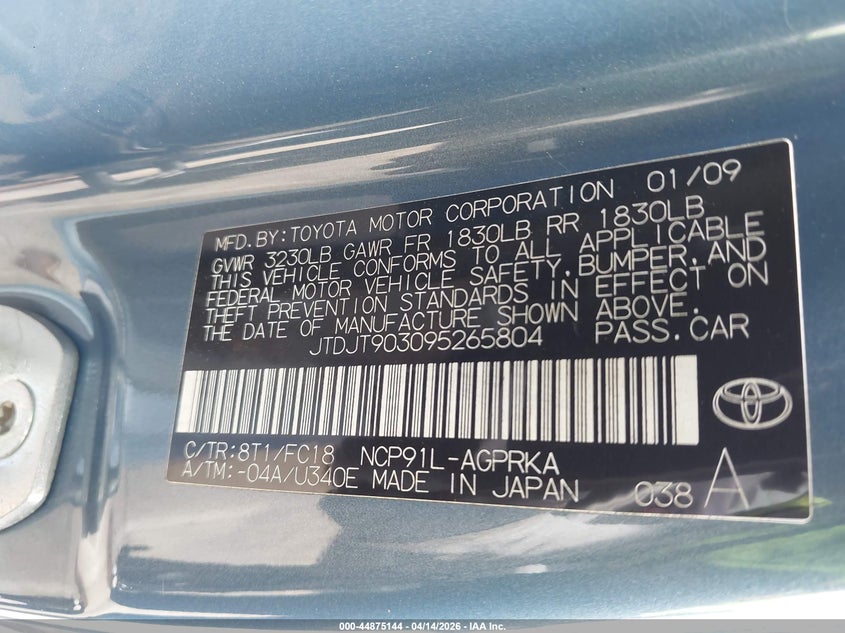 MFD. BY: TOYOTA MOTOR CORPORATION 01/09
GVWR 3230LB GAWR FR 1830LB RR 1830LB
THIS VEHICLE CONFORMS TO ALL APPLICABLE
FEDERAL MOTOR VEHICLE SAFETY, BUMPER, AND
THEFT PREVENTION STANDARDS IN EFFECT ON
THE DATE OF MANUFACTURE SHOWN ABOVE.
JTDJT903095265804 PASS. CAR
C/TR: 8T1/FC18 NCP91L-AGPRKA
A/TM: -04A/U340E MADE IN JAPAN 038 A
000-44875144 | 04/14/2026 - IAA Inc.